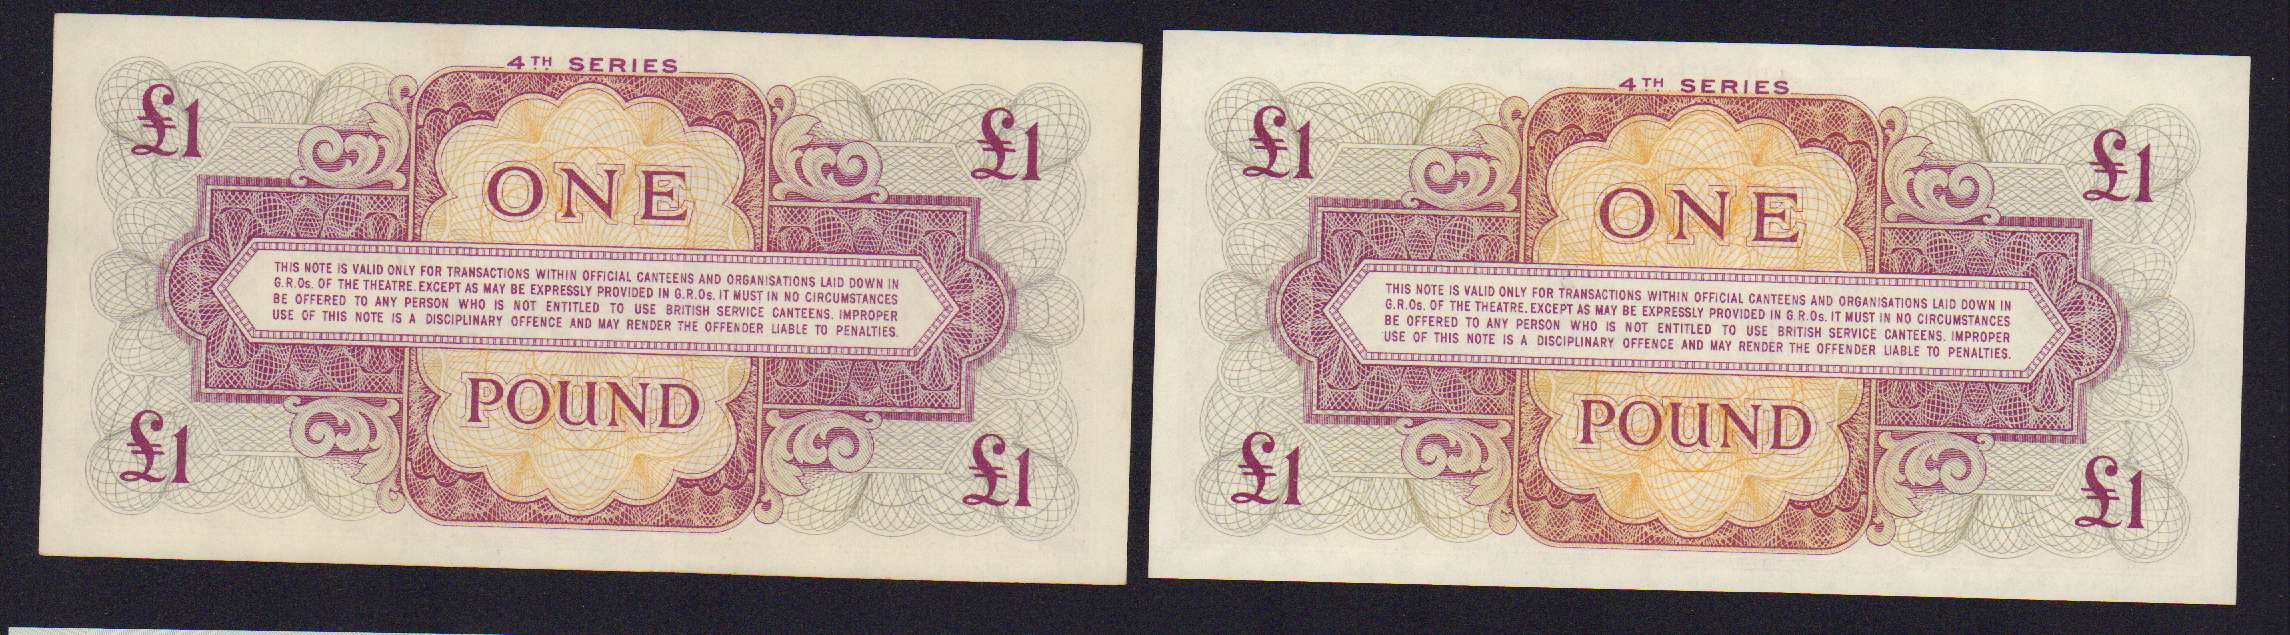 4TH SERIES
£1 £1
ONE
THIS NOTE IS VALID ONLY FOR TRANSACTIONS WITHIN OFFICIAL CANTEENS AND ORGANISATIONS LAID DOWN IN
G.R.Os. OF THE THEATRE. EXCEPT AS MAY BE EXPRESSLY PROVIDED IN G.R.Os. IT MUST IN NO CIRCUMSTANCES
BE OFFERED TO ANY PERSON WHO IS NOT ENTITLED TO USE BRITISH SERVICE CANTEENS. IMPROPER
USE OF THIS NOTE IS A DISCIPLINARY OFFENCE AND MAY RENDER THE OFFENDER LIABLE TO PENALTIES.
POUND
£1 £1
4TH SERIES
£1 £1
ONE
THIS NOTE IS VALID ONLY FOR TRANSACTIONS WITHIN OFFICIAL CANTEENS AND ORGANISATIONS LAID DOWN IN
G.R.Os. OF THE THEATRE. EXCEPT AS MAY BE EXPRESSLY PROVIDED IN G.R.Os. IT MUST IN NO CIRCUMSTANCES
BE OFFERED TO ANY PERSON WHO IS NOT ENTITLED TO USE BRITISH SERVICE CANTEENS. IMPROPER
USE OF THIS NOTE IS A DISCIPLINARY OFFENCE AND MAY RENDER THE OFFENDER LIABLE TO PENALTIES.
POUND
£1 £1